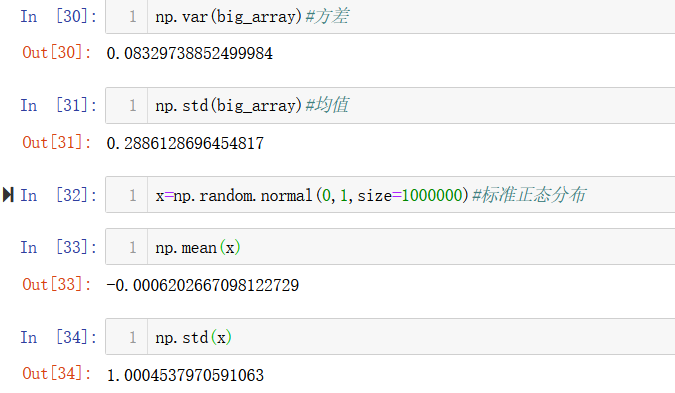 In [30]: 1 np.var(big_array)#方差
Out[30]: 0.08329738852499984
In [31]: 1 np.std(big_array)#均值
Out[31]: 0.2886128696454817
In [32]: 1 x=np.random.normal(0,1,size=1000000)#标准正态分布
In [33]: 1 np.mean(x)
Out[33]: -0.0006202667098122729
In [34]: 1 np.std(x)
Out[34]: 1.0004537970591063